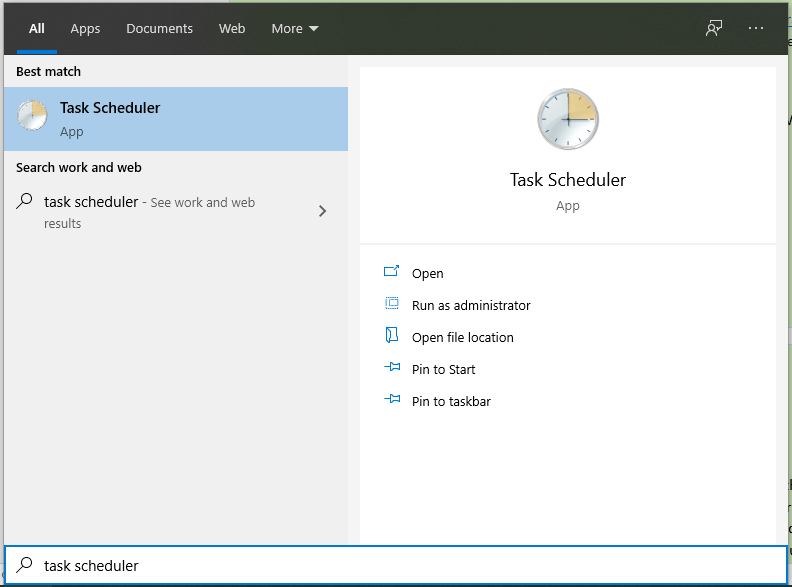 All Apps Documents Web More
Best match
Task Scheduler
App
Search work and web
task scheduler - See work and web
results
Task Scheduler
App
Open
Run as administrator
Open file location
Pin to Start
Pin to taskbar
task scheduler